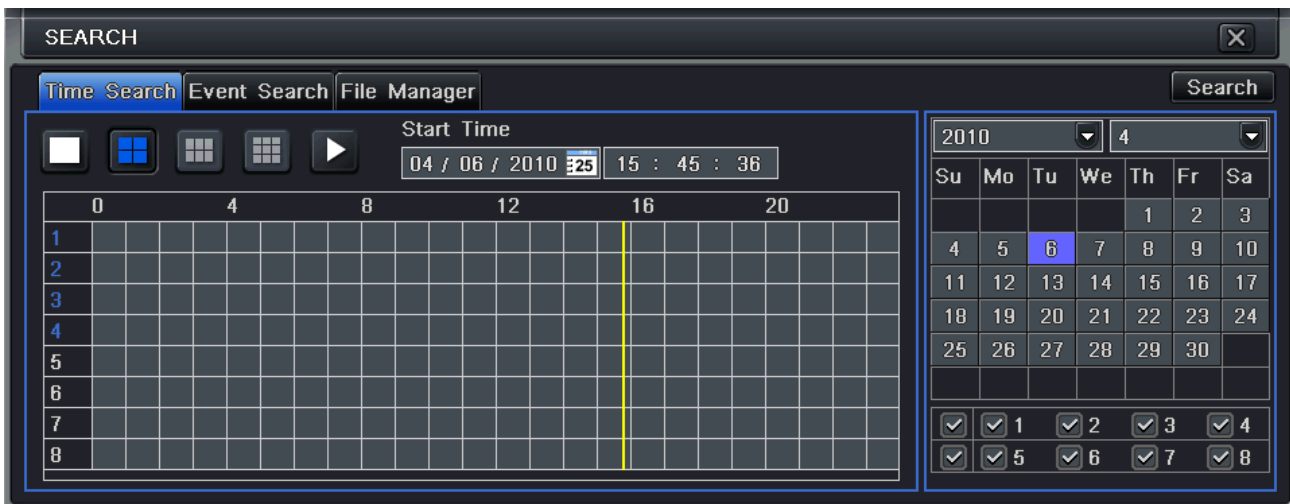 SEARCH
Time Search Event Search File Manager Search
Start Time
04 / 06 / 2010 25 15 : 45 : 36
0 4 8 12 16 20
1
2
3
4
5
6
7
8
2010 4
Su Mo Tu We Th Fr Sa
1 2 3
4 5 6 7 8 9 10
11 12 13 14 15 16 17
18 19 20 21 22 23 24
25 26 27 28 29 30
1 2 3 4
5 6 7 8